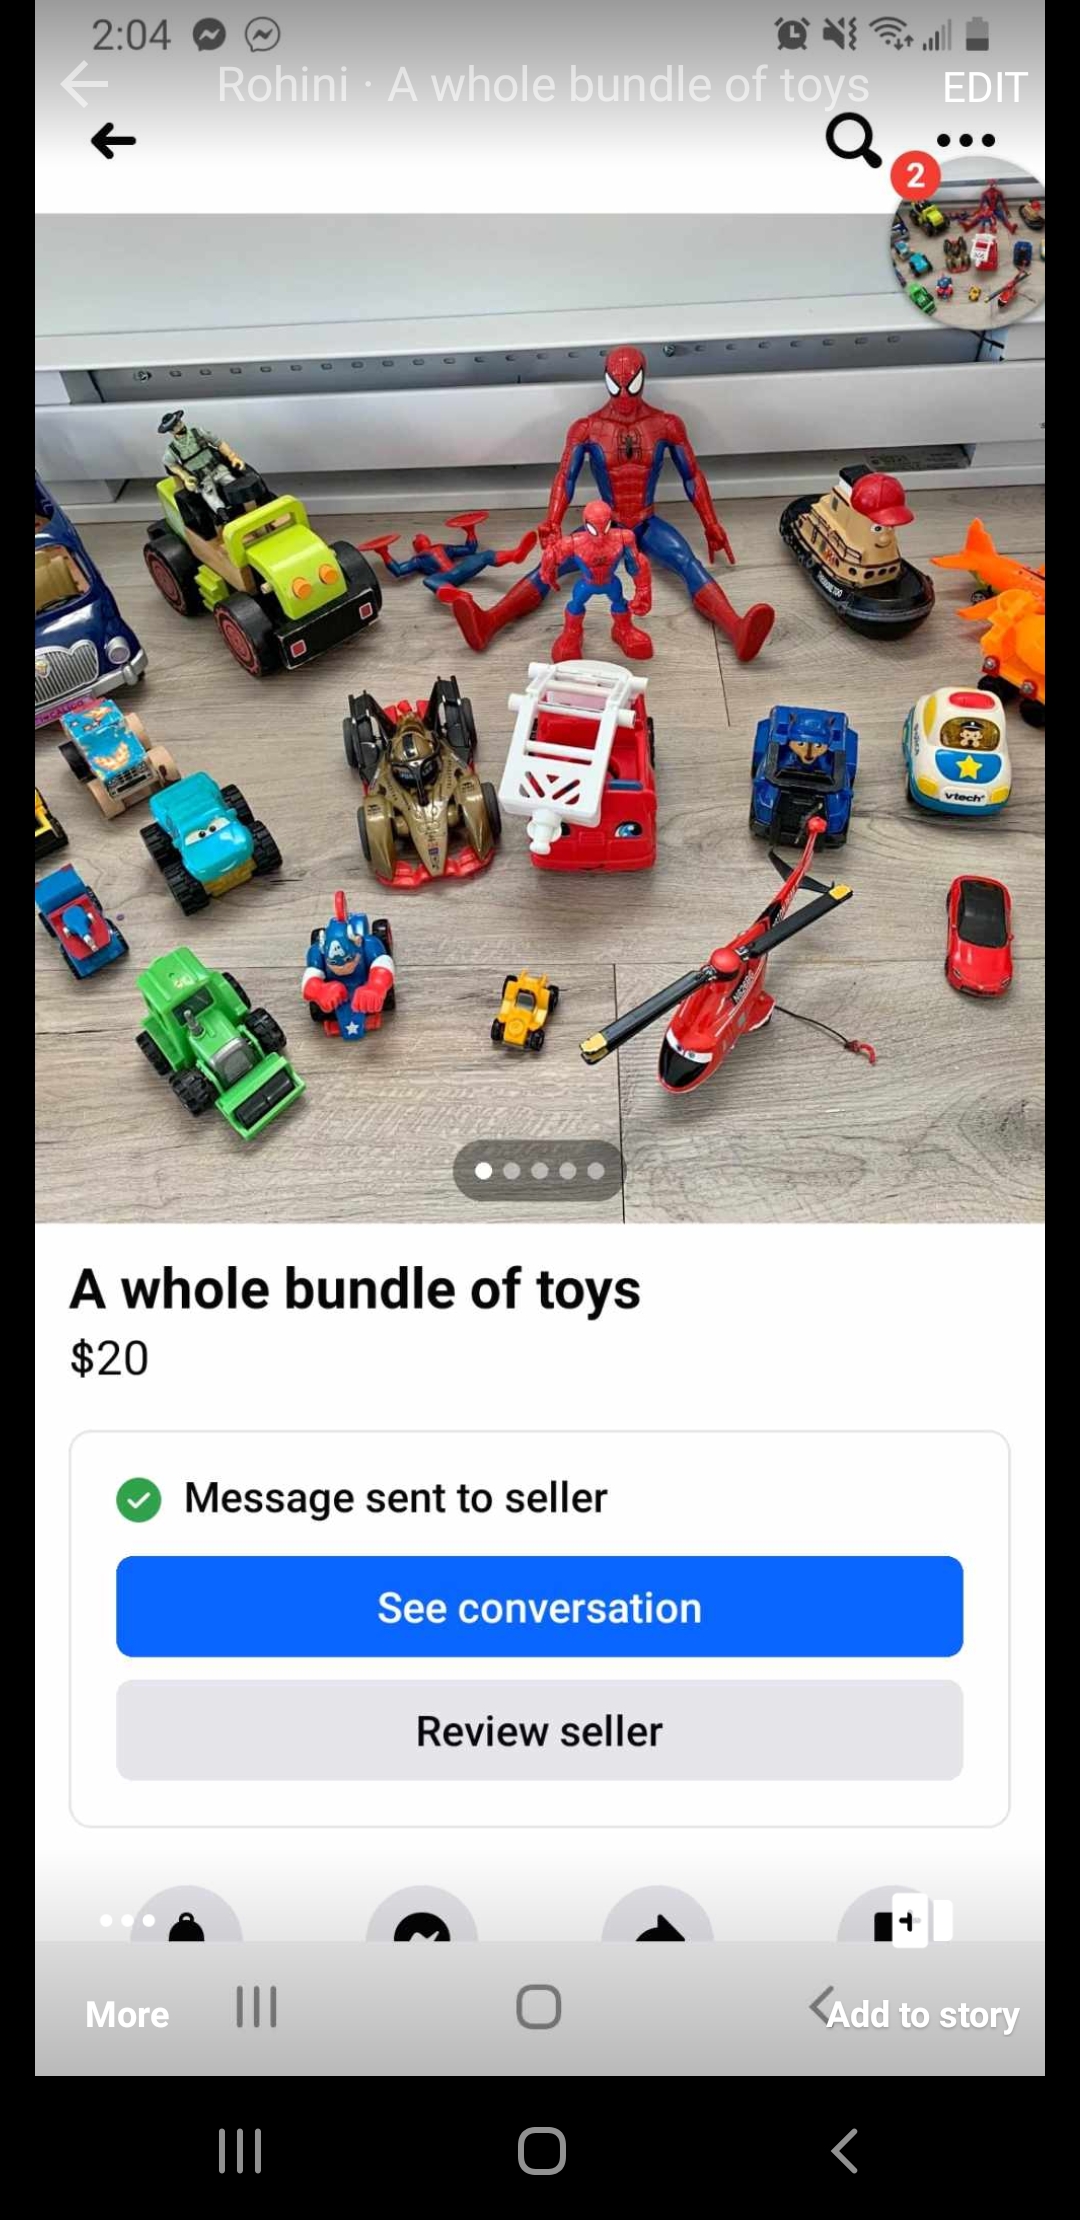 2:04
Rohini · A whole bundle of toys
EDIT
2
vtech
A whole bundle of toys
$20
Message sent to seller
See conversation
Review seller
More
Add to story